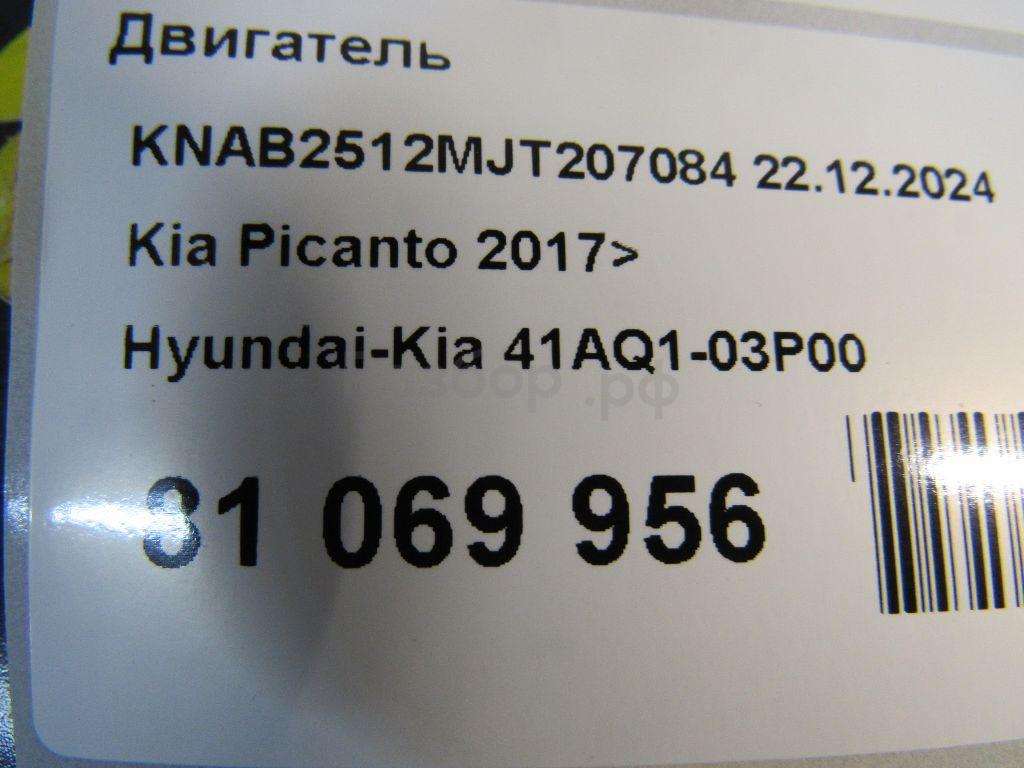 Двигатель
KNAB2512MJT207084 22.12.2024
Kia Picanto 2017>
Hyundai-Kia 41AQ1-03P00
81 069 956